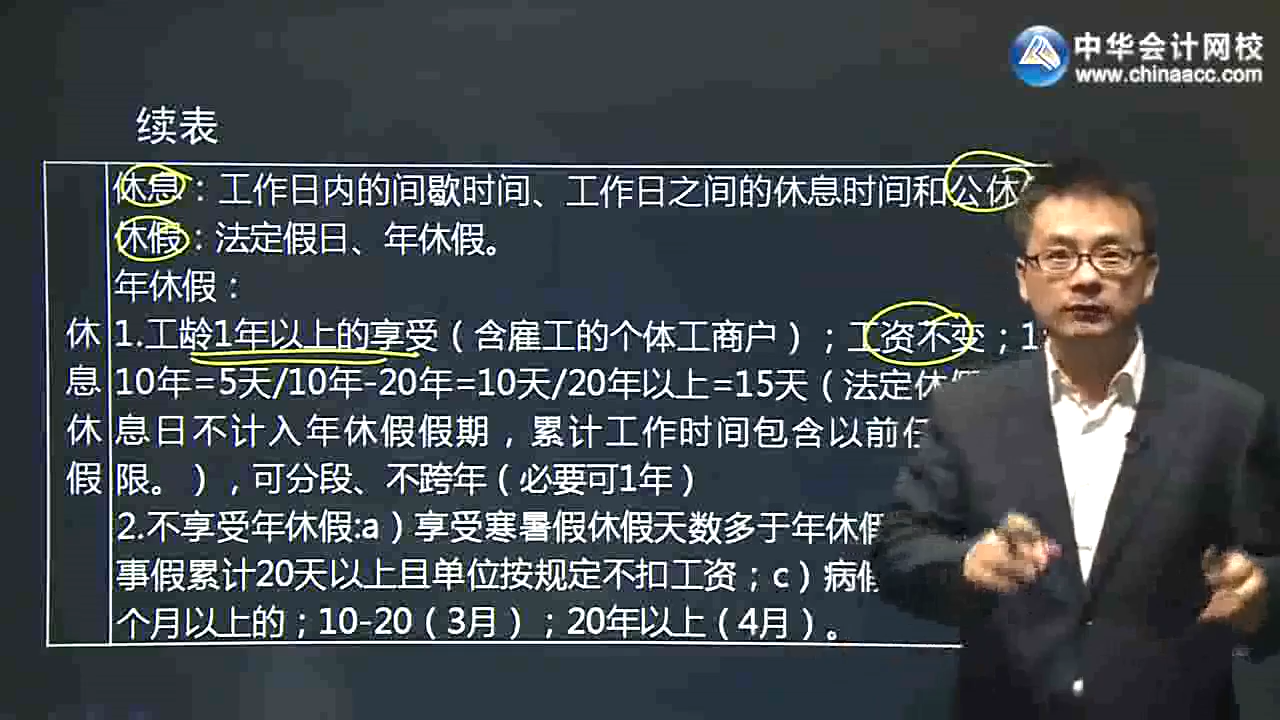 中华会计网校
www.chinaacc.com
续表
休息：工作日内的间歇时间、工作日之间的休息时间和公休
休假：法定假日、年休假。
年休假：
休息休假
1.工龄1年以上的享受（含雇工的个体工商户）；工资不变；1
10年=5天/10年-20年=10天/20年以上=15天（法定休假
息日不计入年休假假期，累计工作时间包含以前任
限。），可分段、不跨年（必要可1年）
2.不享受年休假:a）享受寒暑假休假天数多于年休假
事假累计20天以上且单位按规定不扣工资；c）病假
个月以上的；10-20（3月）；20年以上（4月）。